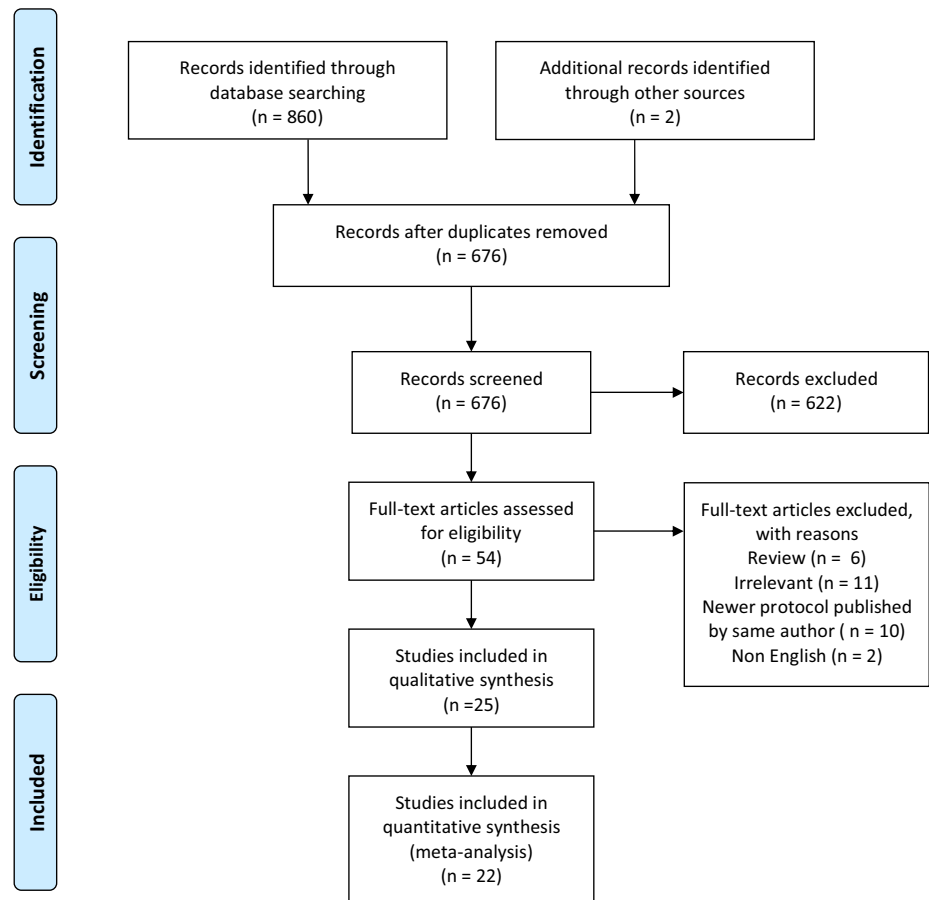 Identification
Records identified through
database searching
(n = 860)
Additional records identified
through other sources
(n = 2)
Records after duplicates removed
(n = 676)
Screening
Records screened
(n = 676)
Records excluded
(n = 622)
Eligibility
Full-text articles assessed
for eligibility
(n = 54)
Full-text articles excluded,
with reasons
Review (n =  6)
Irrelevant (n = 11)
Newer protocol published
by same author ( n = 10)
Non English (n = 2)
Studies included in
qualitative synthesis
(n =25)
Included
Studies included in
quantitative synthesis
(meta-analysis)
(n = 22)